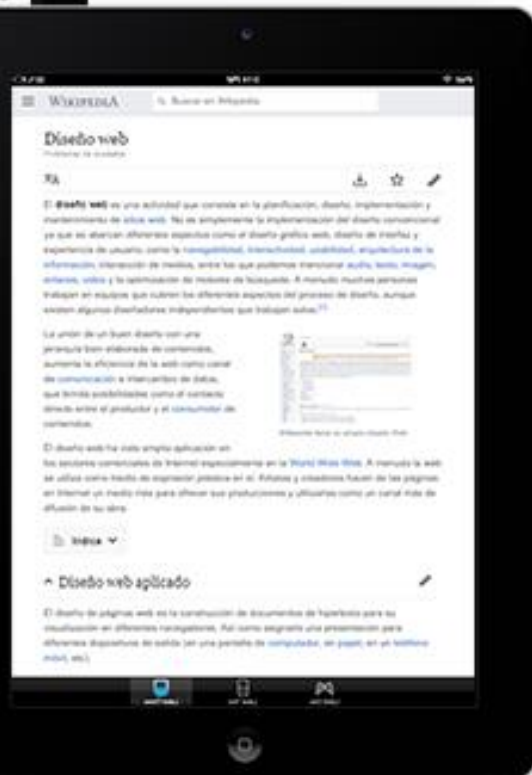 WIKIPEDIA
Buscar en Wikipedia
Diseño web
El diseño web es una actividad que consiste en la planificación, diseño, implementación y
mantenimiento de sitios web. No es simplemente la implementación del diseño convencional
ya que se abarcan diferentes aspectos como el diseño gráfico web, diseño de interfaz y
experiencia de usuario, como la navegabilidad, interactividad, usabilidad, arquitectura de la
información; interacción de medios, entre los que podemos mencionar audio, texto, imagen,
enlaces, video y la optimización de motores de búsqueda. A menudo muchas personas
trabajan en equipos que cubren los diferentes aspectos del proceso de diseño, aunque
existen algunos diseñadores independientes que trabajan solos.
La unión de un buen diseño con una
jerarquía bien elaborada de contenidos,
aumenta la eficiencia de la web como canal
de comunicación e intercambio de datos,
que brinda posibilidades como el contacto
directo entre el productor y el consumidor de
contenidos.
El diseño web ha visto amplia aplicación en
los sectores comerciales de Internet especialmente en la World Wide Web. A menudo la web
se utiliza como medio de expresión plástica en sí. Artistas y creadores hacen de las páginas
en Internet un medio más para ofrecer sus producciones y utilizarlas como un canal más de
difusión de su obra.
Índice
Diseño web aplicado
El diseño de páginas web es la construcción de documentos de hipertexto para su
visualización en diferentes navegadores. Así como asignarle una presentación para
diferentes dispositivos de salida (en una pantalla de computador, en papel, en un teléfono
móvil, etc).